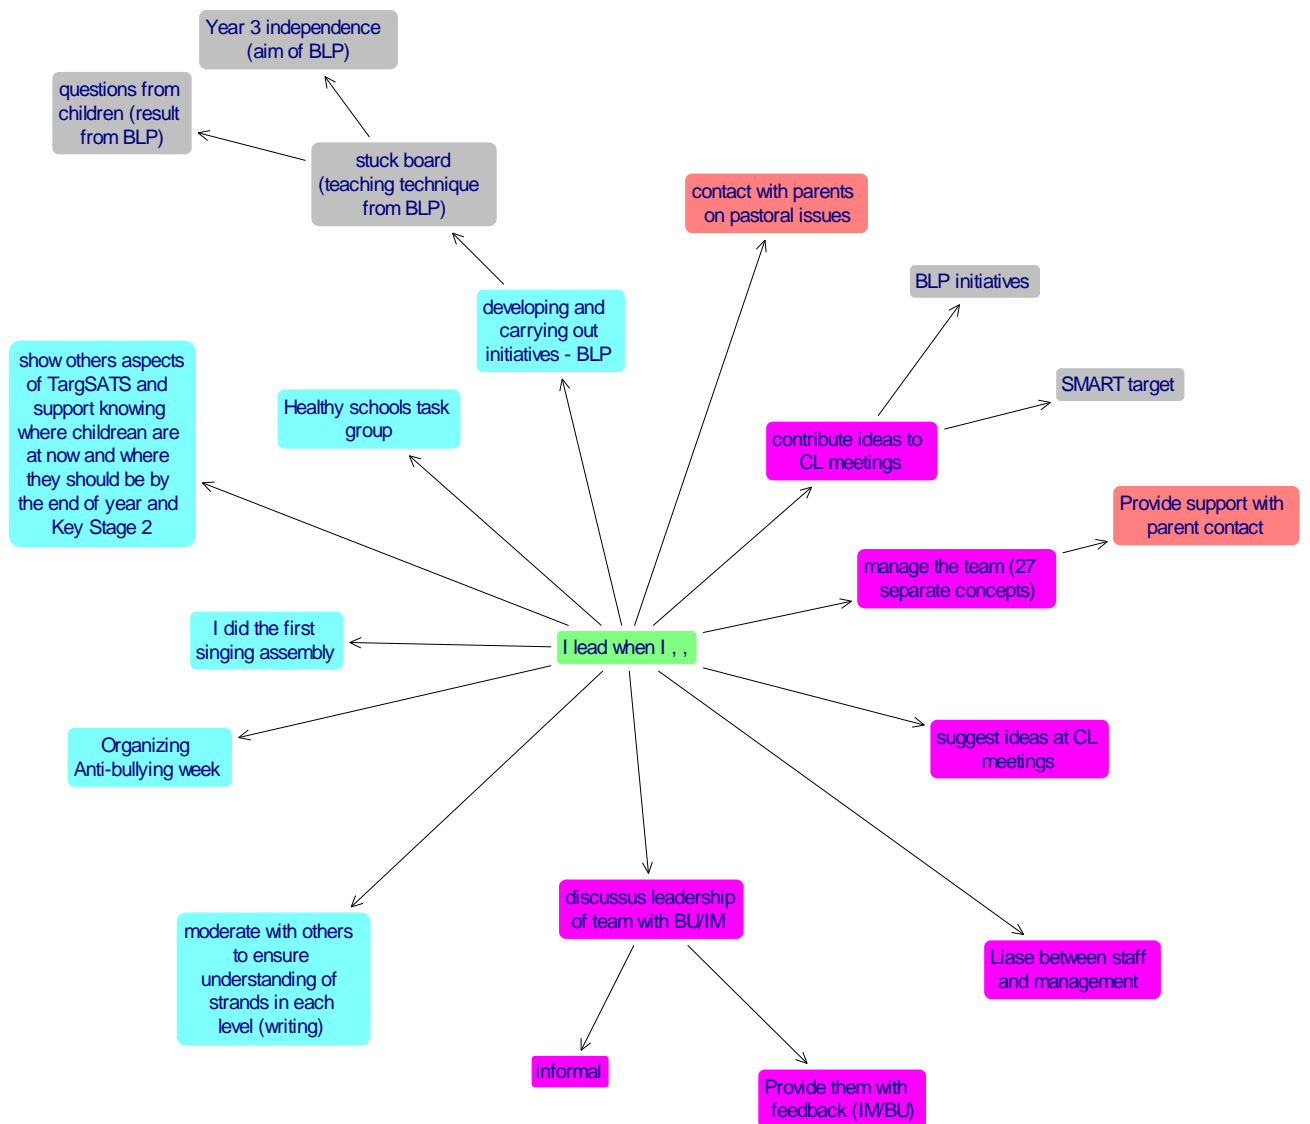 Year 3 independence
(aim of BLP)
questions from
children (result
from BLP)
stuck board
(teaching technique
from BLP)
contact with parents
on pastoral issues
BLP initiatives
developing and
carrying out
initiatives - BLP
show others aspects
of TargSATS and
support knowing
where childrean are
at now and where
they should be by
the end of year and
Key Stage 2
Healthy schools task
group
SMART target
contribute ideas to
CL meetings
Provide support with
parent contact
manage the team (27
separate concepts)
I did the first
singing assembly
I lead when I , ,
Organizing
Anti-bullying week
suggest ideas at CL
meetings
discussus leadership
of team with BU/IM
moderate with others
to ensure
understanding of
strands in each
level (writing)
Liase between staff
and management
informal
Provide them with
feedback (IM/BU)